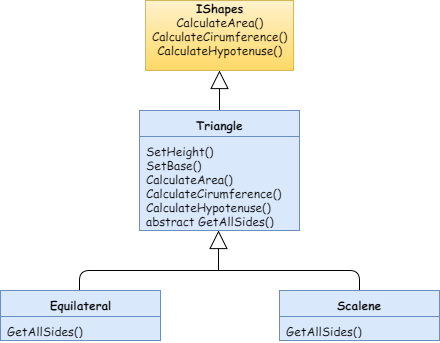 IShapes
CalculateArea()
CalculateCirumference()
CalculateHypotenuse()
Triangle
SetHeight()
SetBase()
CalculateArea()
CalculateCirumference()
CalculateHypotenuse()
abstract GetAllSides()
Equilateral
GetAllSides()
Scalene
GetAllSides()